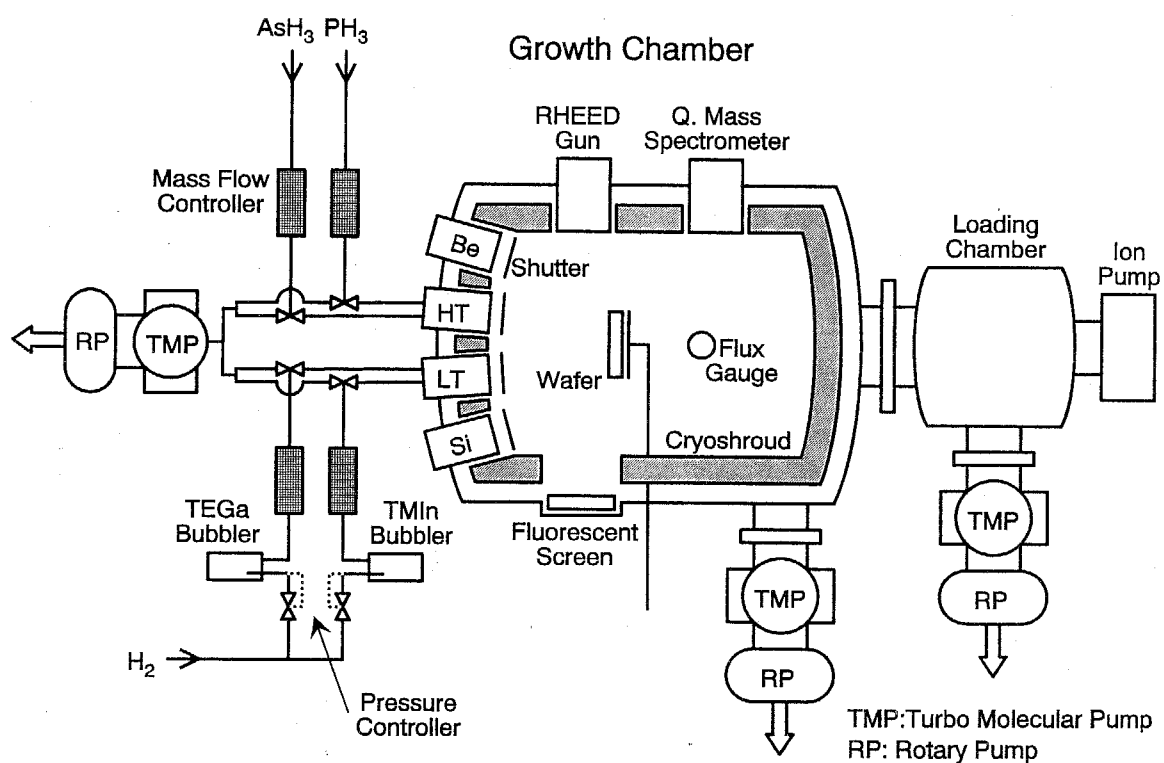 AsH3 PH3
Growth Chamber
RHEED
Gun
Q. Mass
Spectrometer
Mass Flow
Controller
Loading
Chamber
Ion
Pump
Be
Shutter
HT
RP
TMP
LT
Wafer
Flux
Gauge
Si
Cryoshroud
TEGa
Bubbler
TMIn
Bubbler
Fluorescent
Screen
TMP
RP
TMP
RP
H2
Pressure
Controller
TMP:Turbo Molecular Pump
RP: Rotary Pump